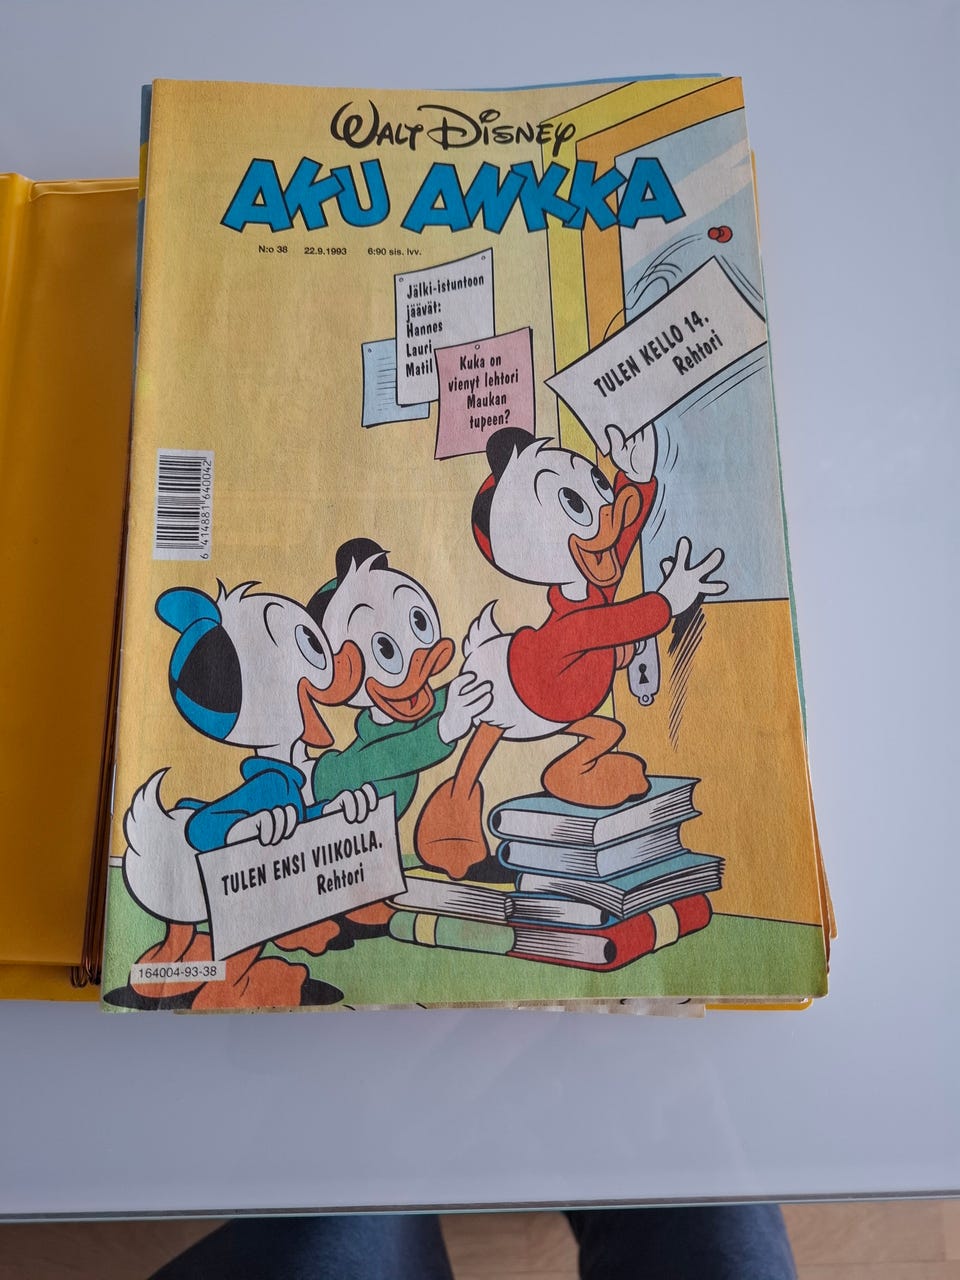 WALT DISNEY
AKU ANKKA
N:o 38 22.9.1993 6:90 sis. lvv.
Jälki-istuntoon
jäävät:
Hannes
Lauri
Matil
Kuka on
vienyt lehtori
Maukan
tupeen?
TULEN KELLO 14.
Rehtori
6 414881 640042
TULEN ENSI VIIKOLLA.
Rehtori
164004-93-38